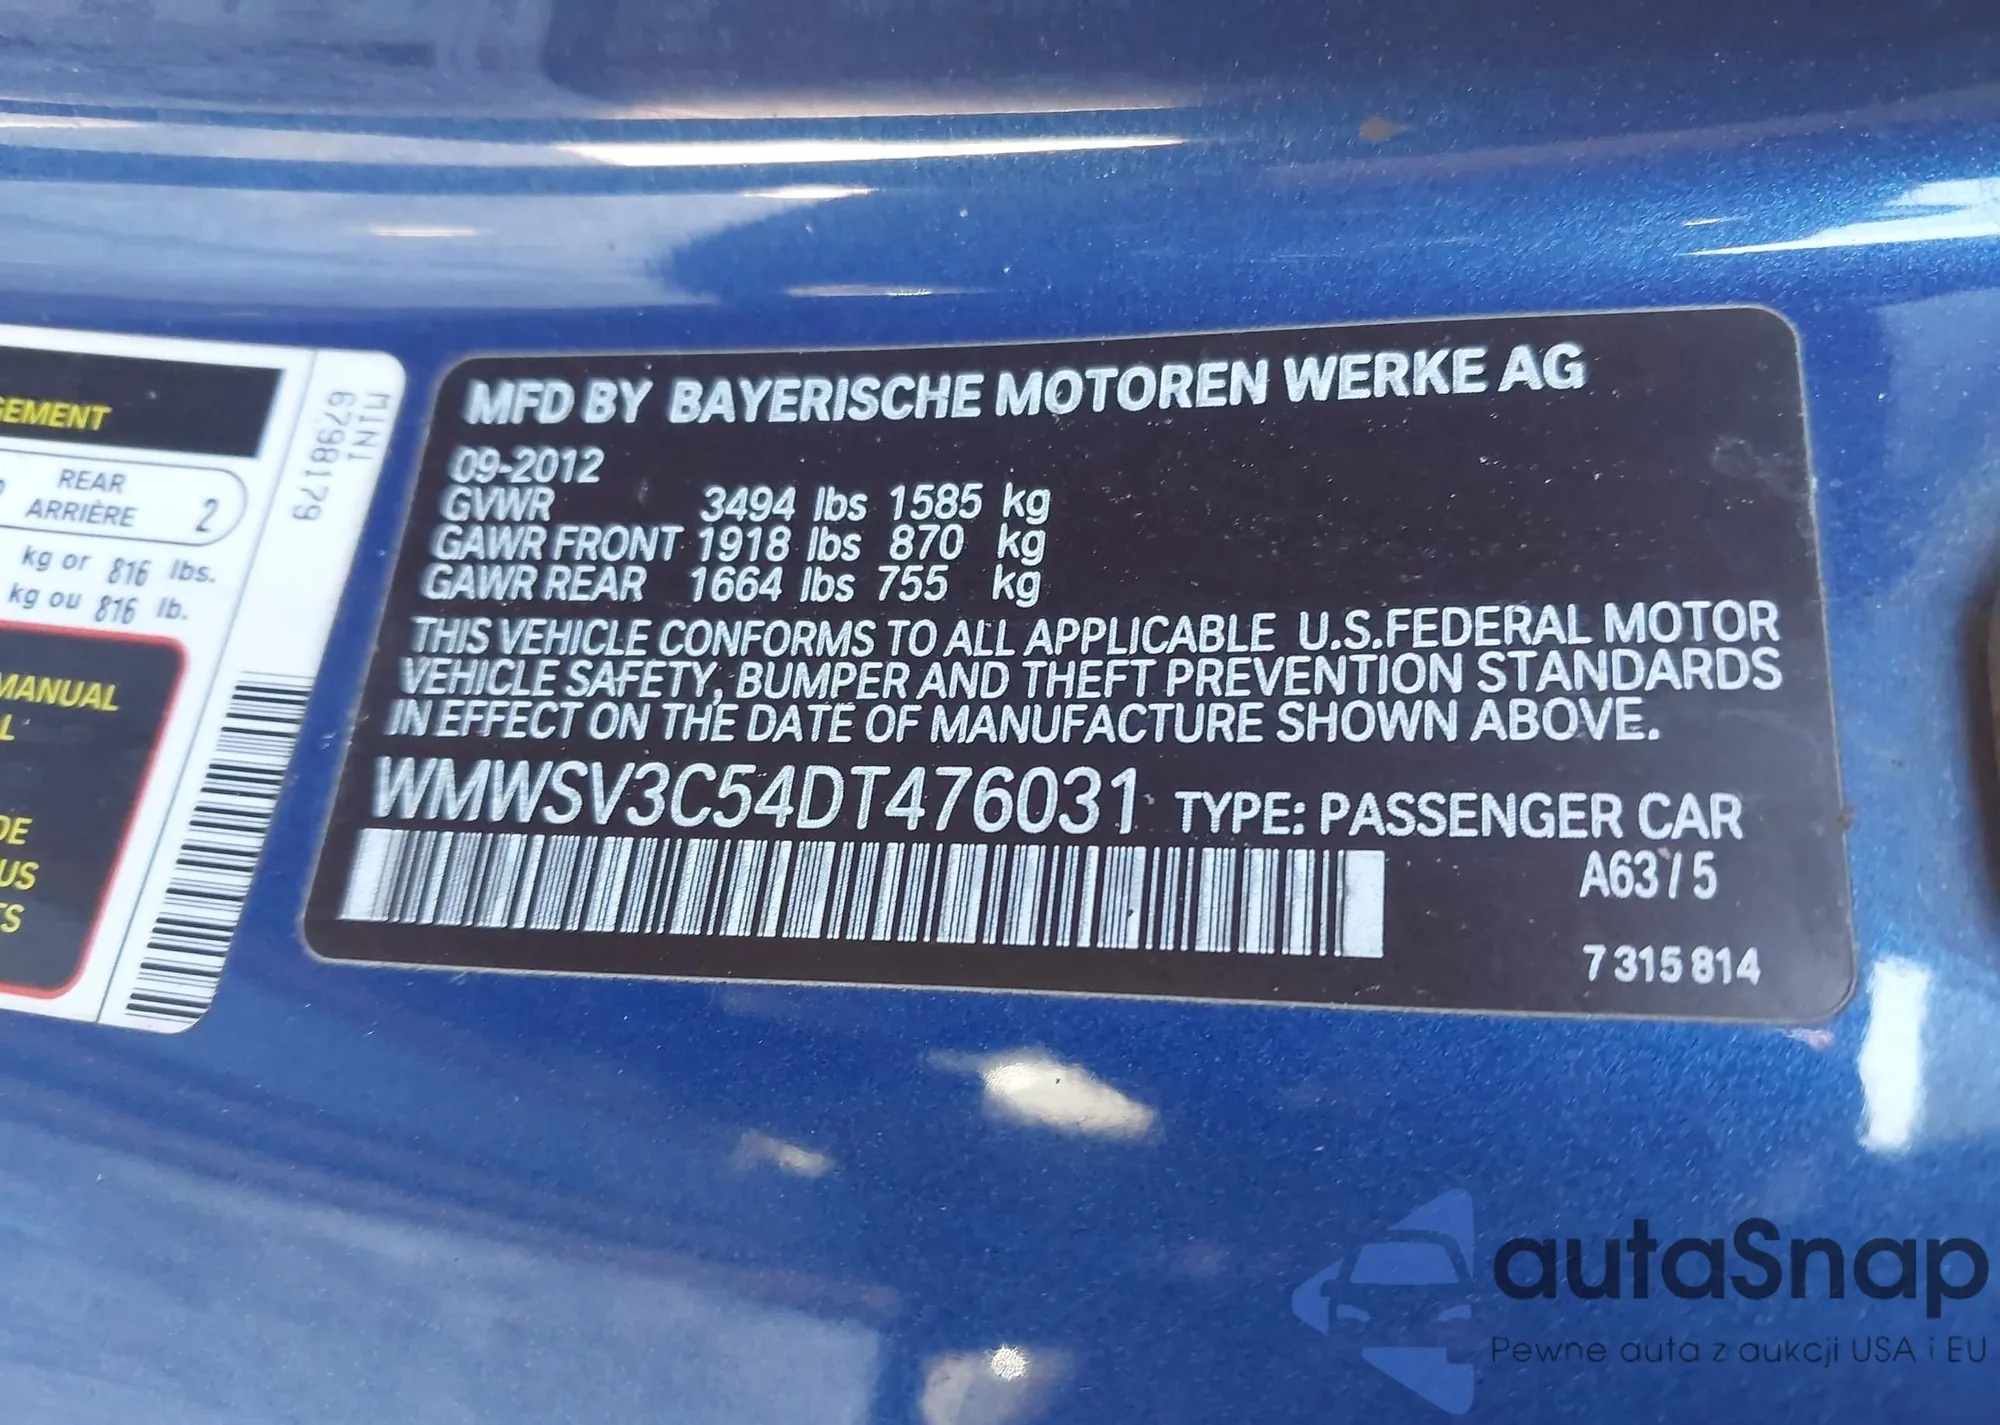 GEMENT
REAR
ARRIÈRE 2
kg or 816 lbs.
kg ou 816 lb.
MANUAL
L
DE
US
TS
MINI
6798179
MFD BY BAYERISCHE MOTOREN WERKE AG
09-2012
GVWR 3494 lbs 1585 kg
GAWR FRONT 1918 lbs 870 kg
GAWR REAR 1664 lbs 755 kg
THIS VEHICLE CONFORMS TO ALL APPLICABLE U.S.FEDERAL MOTOR
VEHICLE SAFETY, BUMPER AND THEFT PREVENTION STANDARDS
IN EFFECT ON THE DATE OF MANUFACTURE SHOWN ABOVE.
WMWSV3C54DT476031 TYPE: PASSENGER CAR
A63 / 5
7 315 814
autaSnap
Pewne auta z aukcji USA i EU